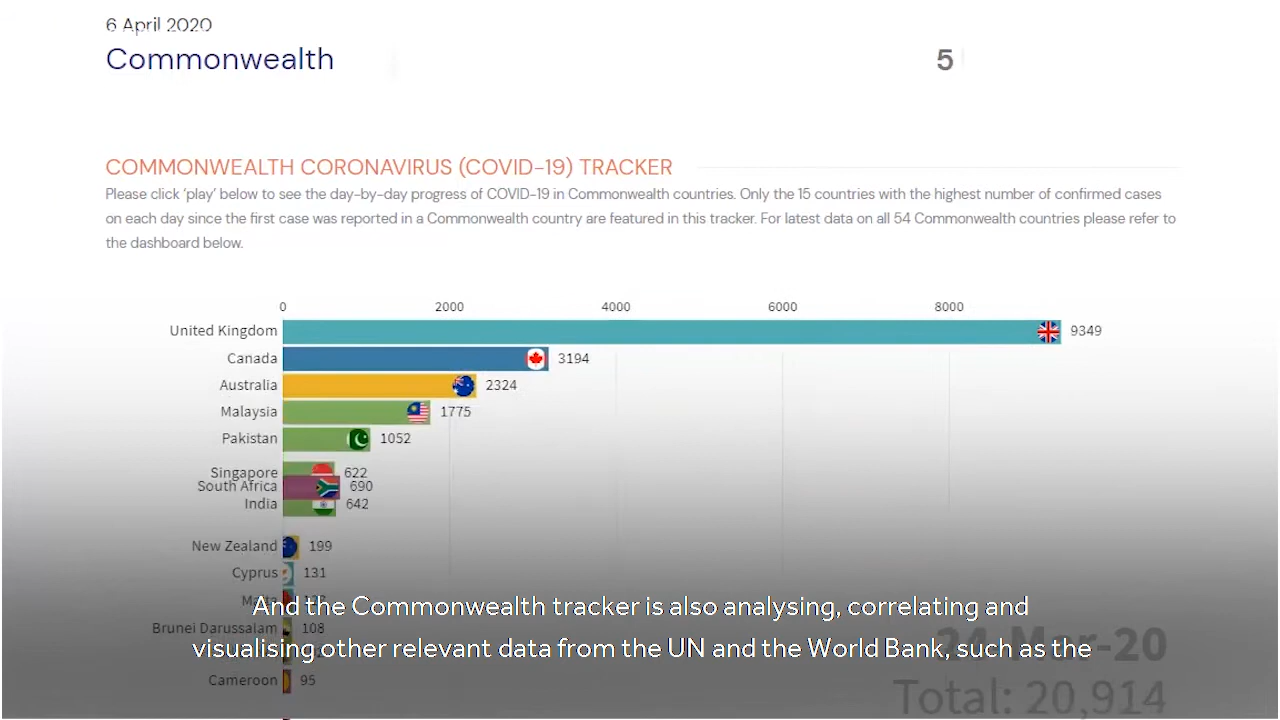 6 April 2020
Commonwealth
5
COMMONWEALTH CORONAVIRUS (COVID-19) TRACKER
Please click ‘play’ below to see the day-by-day progress of COVID-19 in Commonwealth countries. Only the 15 countries with the highest number of confirmed cases
on each day since the first case was reported in a Commonwealth country are featured in this tracker. For latest data on all 54 Commonwealth countries please refer to
the dashboard below.
0 2000 4000 6000 8000
United Kingdom 9349
Canada 3194
Australia 2324
Malaysia 1775
Pakistan 1052
Singapore 622
South Africa 690
India 642
New Zealand 199
Cyprus 131
And the Commonwealth tracker is also analysing, correlating and
Brunei Darussalam 108
visualising other relevant data from the UN and the World Bank, such as the
24-Mar-20
Cameroon 95
Total: 20,914